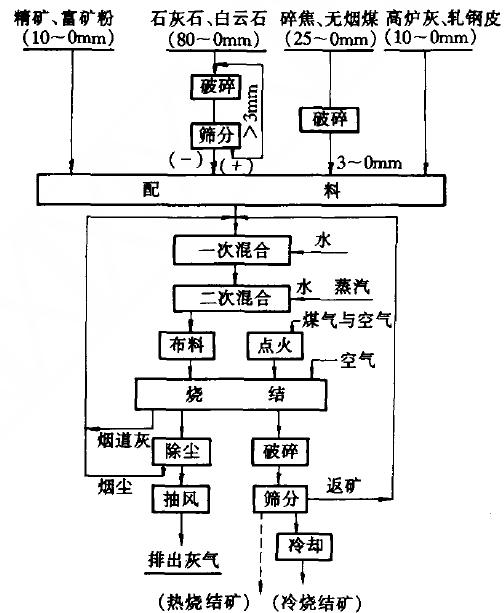 精矿、富矿粉 石灰石、白云石 碎焦、无烟煤 高炉灰、轧钢皮
(10～0mm) (80～0mm) (25～0mm) (10～0mm)
破碎
>3mm
筛分
破碎
(－) (＋)
3～0mm
配 料
一次混合
水
二次混合
水 蒸汽
煤气与空气
布料 点火
空气
烧 结
烟道灰
除尘 破碎
烟尘
抽风 筛分 返矿
冷却
排出灰气
(热烧结矿) (冷烧结矿)